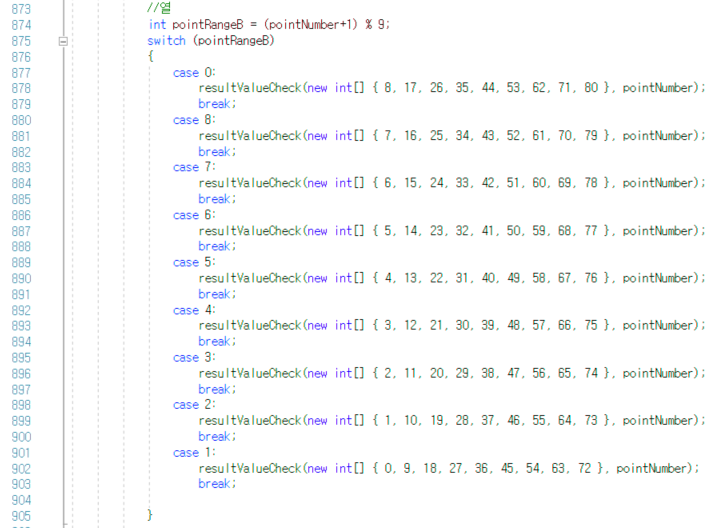 873 //열
874 int pointRangeB = (pointNumber+1) % 9;
875 switch (pointRangeB)
876 {
877 case 0:
878 resultValueCheck(new int[] { 8, 17, 26, 35, 44, 53, 62, 71, 80 }, pointNumber);
879 break;
880 case 8:
881 resultValueCheck(new int[] { 7, 16, 25, 34, 43, 52, 61, 70, 79 }, pointNumber);
882 break;
883 case 7:
884 resultValueCheck(new int[] { 6, 15, 24, 33, 42, 51, 60, 69, 78 }, pointNumber);
885 break;
886 case 6:
887 resultValueCheck(new int[] { 5, 14, 23, 32, 41, 50, 59, 68, 77 }, pointNumber);
888 break;
889 case 5:
890 resultValueCheck(new int[] { 4, 13, 22, 31, 40, 49, 58, 67, 76 }, pointNumber);
891 break;
892 case 4:
893 resultValueCheck(new int[] { 3, 12, 21, 30, 39, 48, 57, 66, 75 }, pointNumber);
894 break;
895 case 3:
896 resultValueCheck(new int[] { 2, 11, 20, 29, 38, 47, 56, 65, 74 }, pointNumber);
897 break;
898 case 2:
899 resultValueCheck(new int[] { 1, 10, 19, 28, 37, 46, 55, 64, 73 }, pointNumber);
900 break;
901 case 1:
902 resultValueCheck(new int[] { 0, 9, 18, 27, 36, 45, 54, 63, 72 }, pointNumber);
903 break;
904
905 }